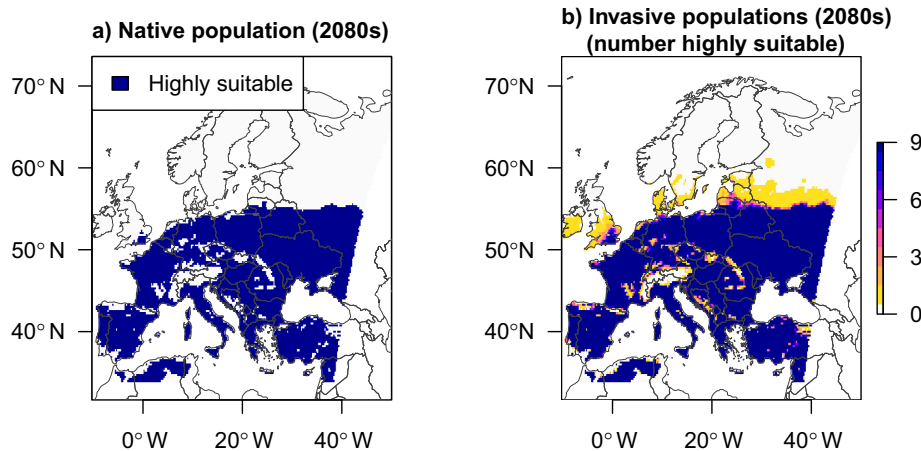 a) Native population (2080s)
Highly suitable
70° N
60° N
50° N
40° N
0° W
20° W
40° W
b) Invasive populations (2080s)
(number highly suitable)
70° N
60° N
50° N
40° N
0° W
20° W
40° W
9
6
3
0